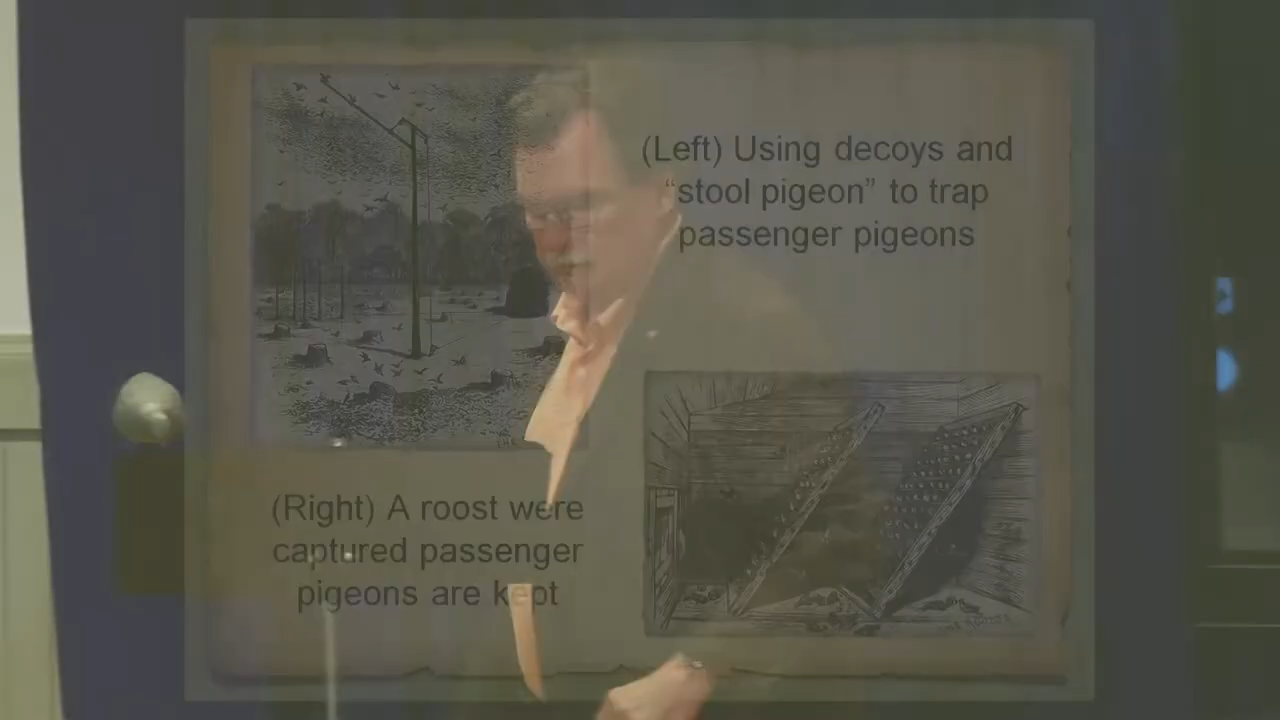 (Left) Using decoys and
“stool pigeon” to trap
passenger pigeons
(Right) A roost were
captured passenger
pigeons are kept